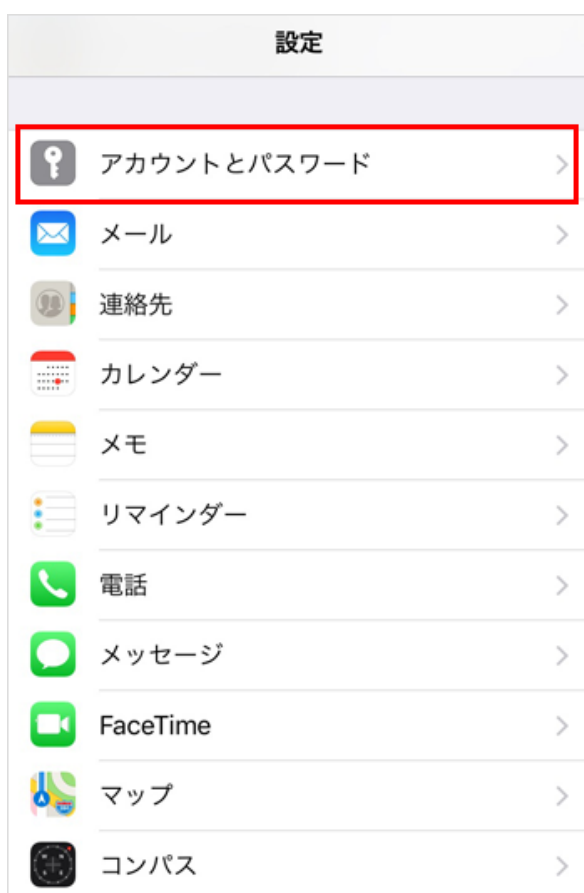 設定
アカウントとパスワード
メール
連絡先
カレンダー
メモ
リマインダー
電話
メッセージ
FaceTime
マップ
コンパス